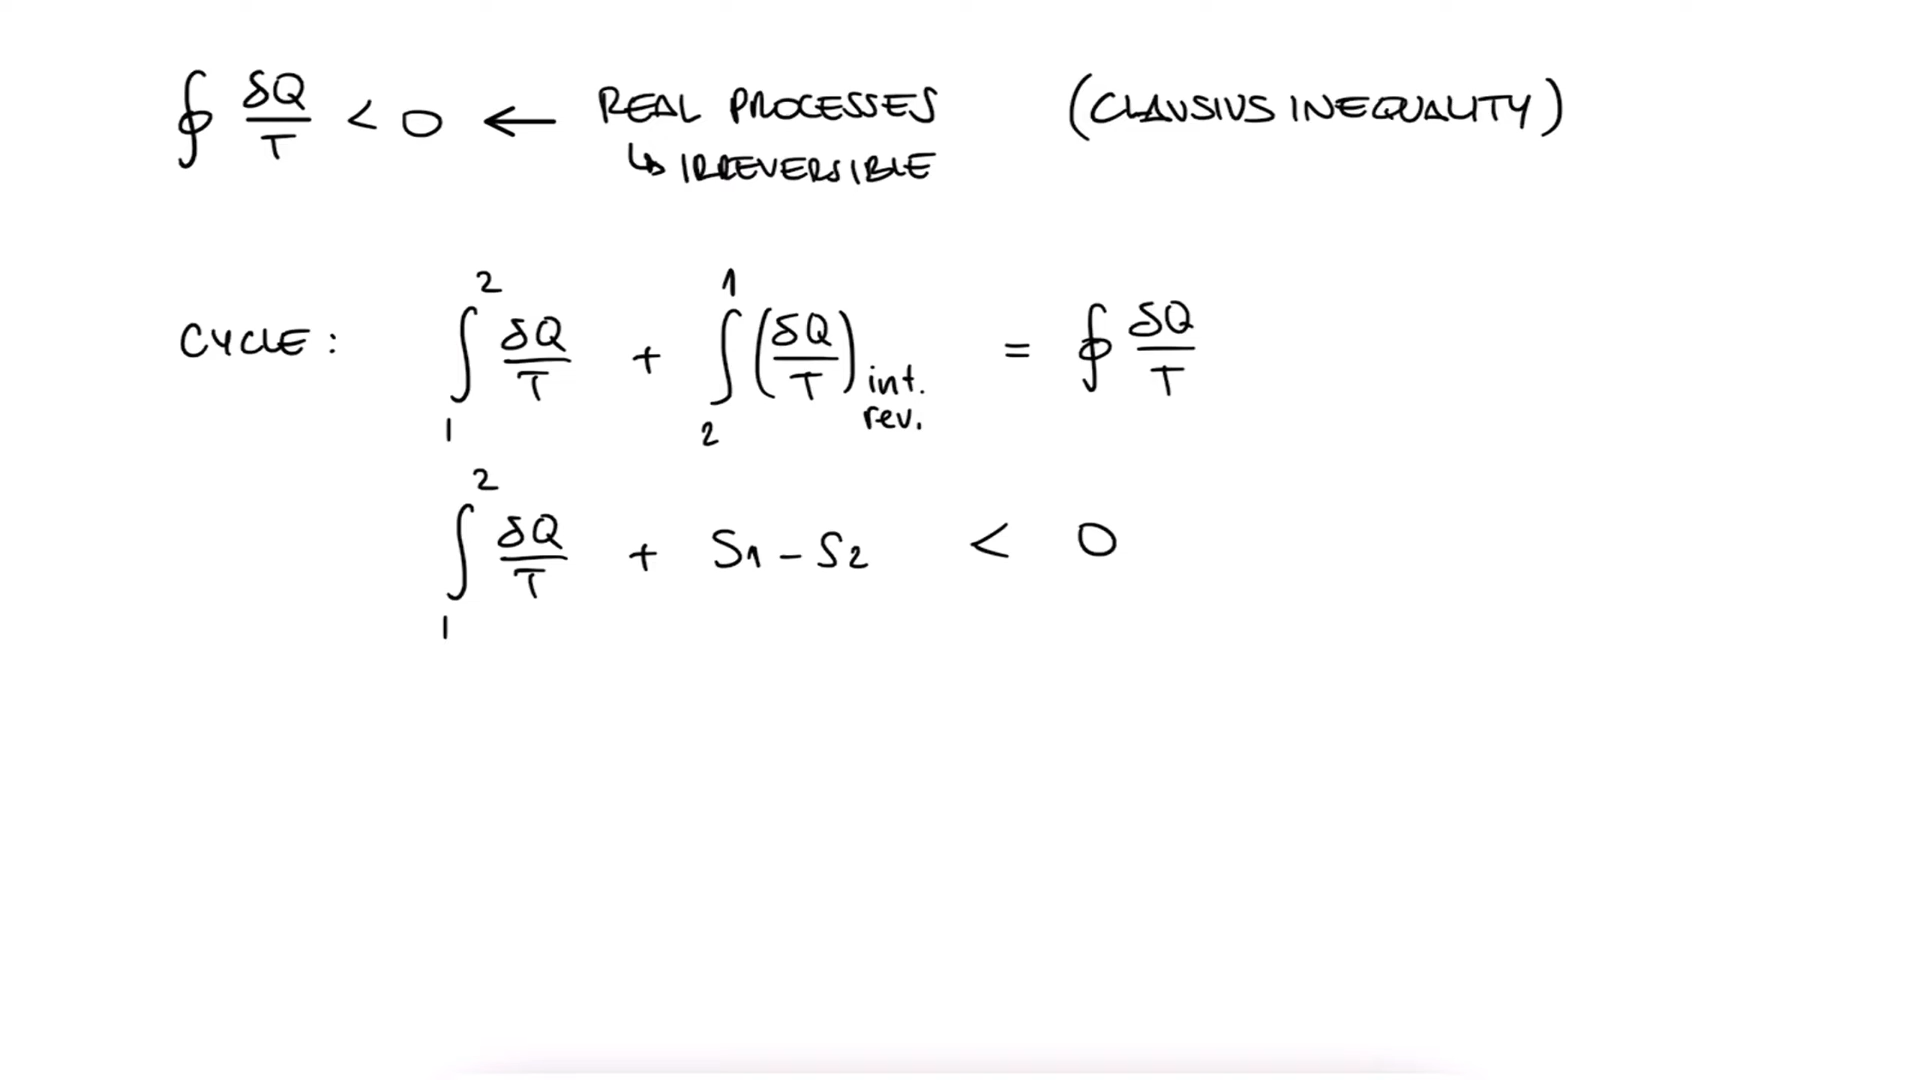 ∮ δQ/T < 0 ← REAL PROCESSES (CLAUSIUS INEQUALITY)
↳ IRREVERSIBLE
CYCLE: ∫₁² δQ/T + ∫₂¹ (δQ/T) int. rev. = ∮ δQ/T
∫₁² δQ/T + S₁ - S₂ < 0